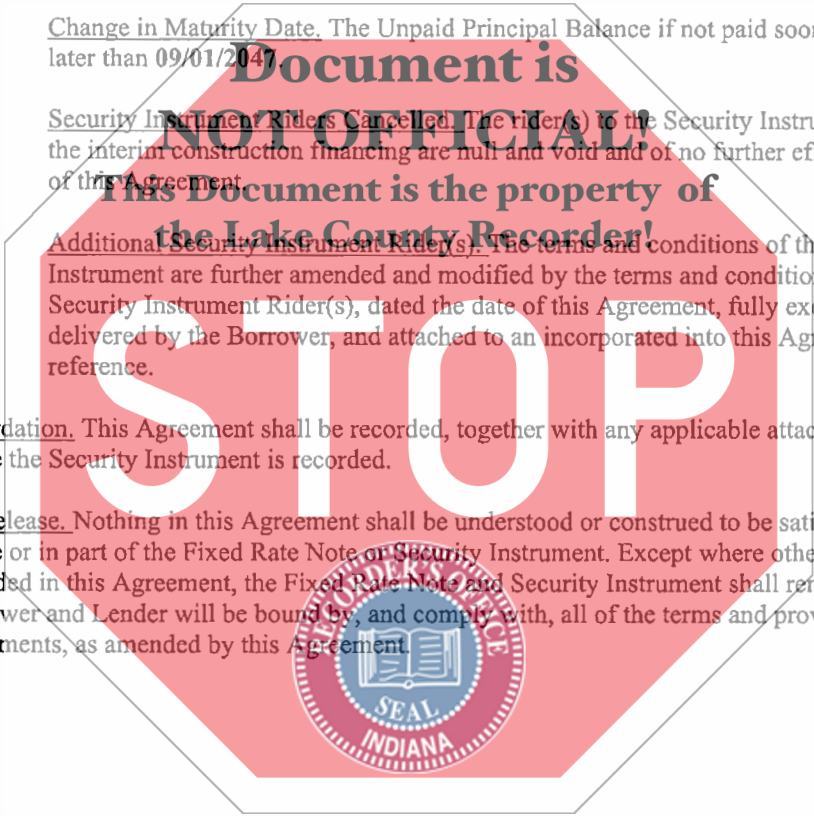 Change in Maturity Date. The Unpaid Principal Balance if not paid soon
later than 09/01/2047.
Document is
Security Instrument Riders Cancelled. The rider(s) to the Security Instru
NOT OFFICIAL!
the interim construction financing are null and void and of no further ef
of this Agreement.
This Document is the property of
the Lake County Recorder!
Additional Security Instrument Rider(s). The terms and conditions of th
Instrument are further amended and modified by the terms and conditio
Security Instrument Rider(s), dated the date of this Agreement, fully exe
delivered by the Borrower, and attached to an incorporated into this Agr
reference.
STOP
dation. This Agreement shall be recorded, together with any applicable attac
e the Security Instrument is recorded.
elease. Nothing in this Agreement shall be understood or construed to be sati
e or in part of the Fixed Rate Note or Security Instrument. Except where othe
ded in this Agreement, the Fixed Rate Note and Security Instrument shall rem
wer and Lender will be bound by, and comply with, all of the terms and prov
ments, as amended by this Agreement.
RECORDER'S OFFICE
SEAL
INDIANA